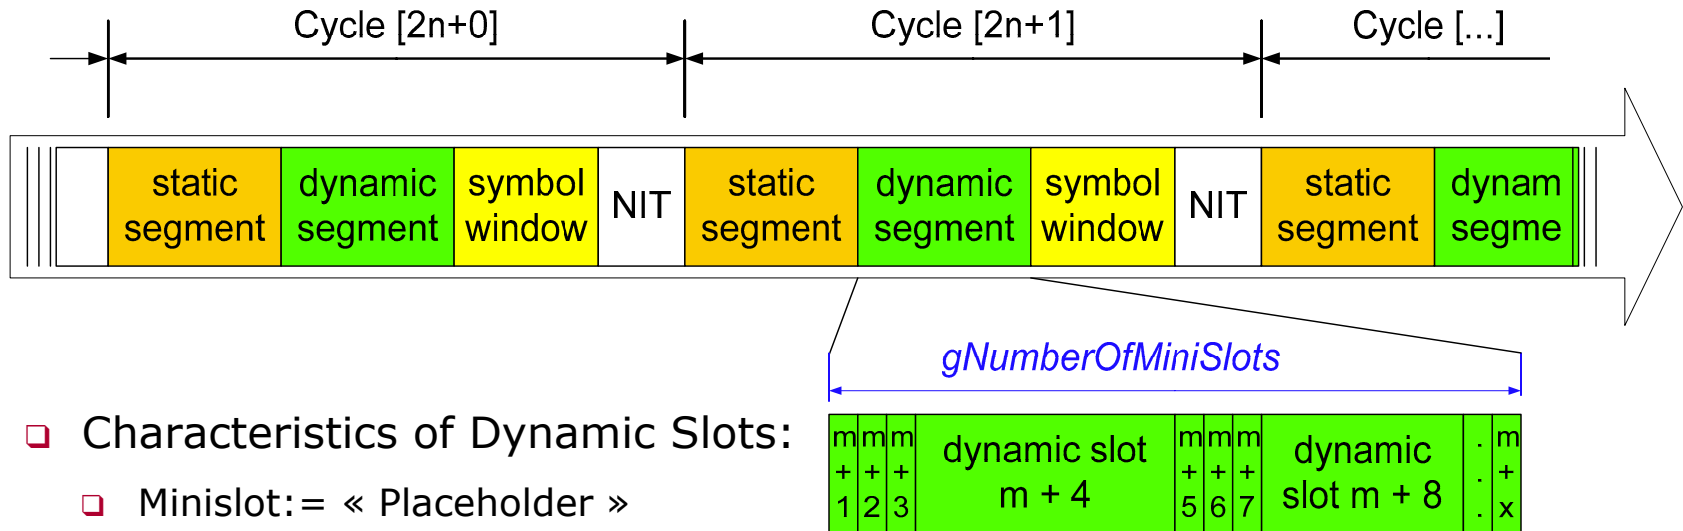 Cycle [2n+0] Cycle [2n+1] Cycle [...]
static dynamic symbol NIT static dynamic symbol NIT static dynam
segment segment window segment segment window segment segme
gNumberOfMiniSlots
Characteristics of Dynamic Slots:
Minislot:= « Placeholder »
m+1 m+2 m+3 dynamic slot m + 4 m+5 m+6 m+7 dynamic slot m + 8 ... m+x